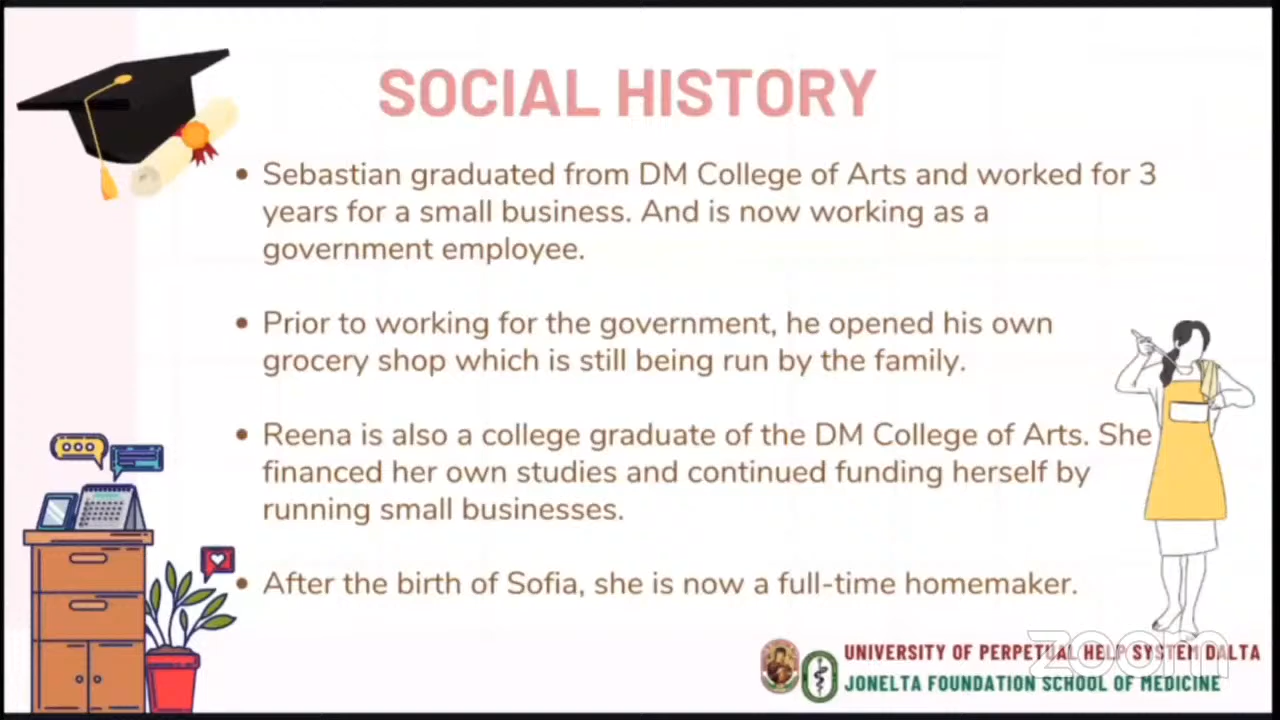 SOCIAL HISTORY
• Sebastian graduated from DM College of Arts and worked for 3
years for a small business. And is now working as a
government employee.
• Prior to working for the government, he opened his own
grocery shop which is still being run by the family.
• Reena is also a college graduate of the DM College of Arts. She
financed her own studies and continued funding herself by
running small businesses.
• After the birth of Sofia, she is now a full-time homemaker.
UNIVERSITY OF PERPETUAL HELP SYSTEM DALTA
JONELTA FOUNDATION SCHOOL OF MEDICINE
zoom